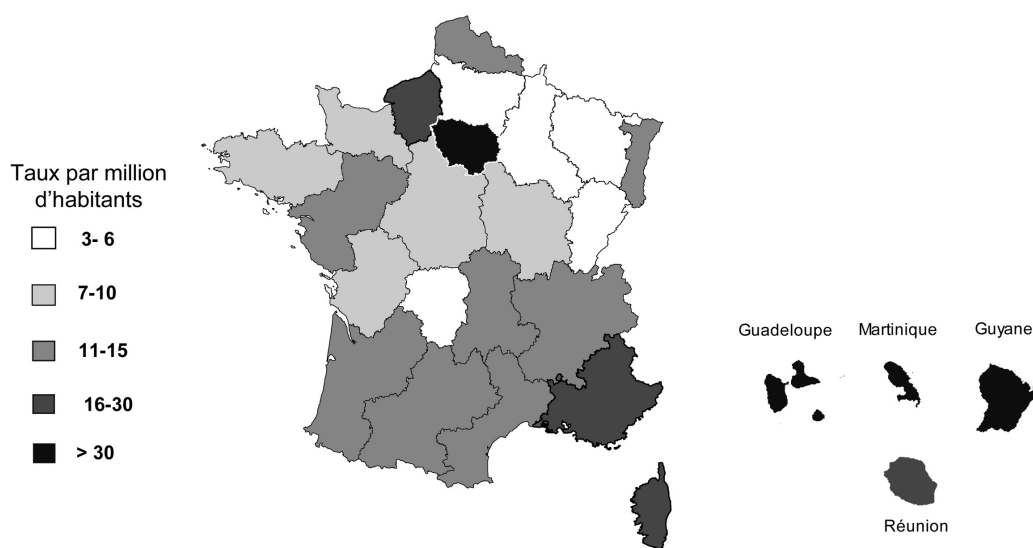 Taux par million
d’habitants
3- 6
7-10
11-15
16-30
> 30
Guadeloupe
Martinique
Guyane
Réunion